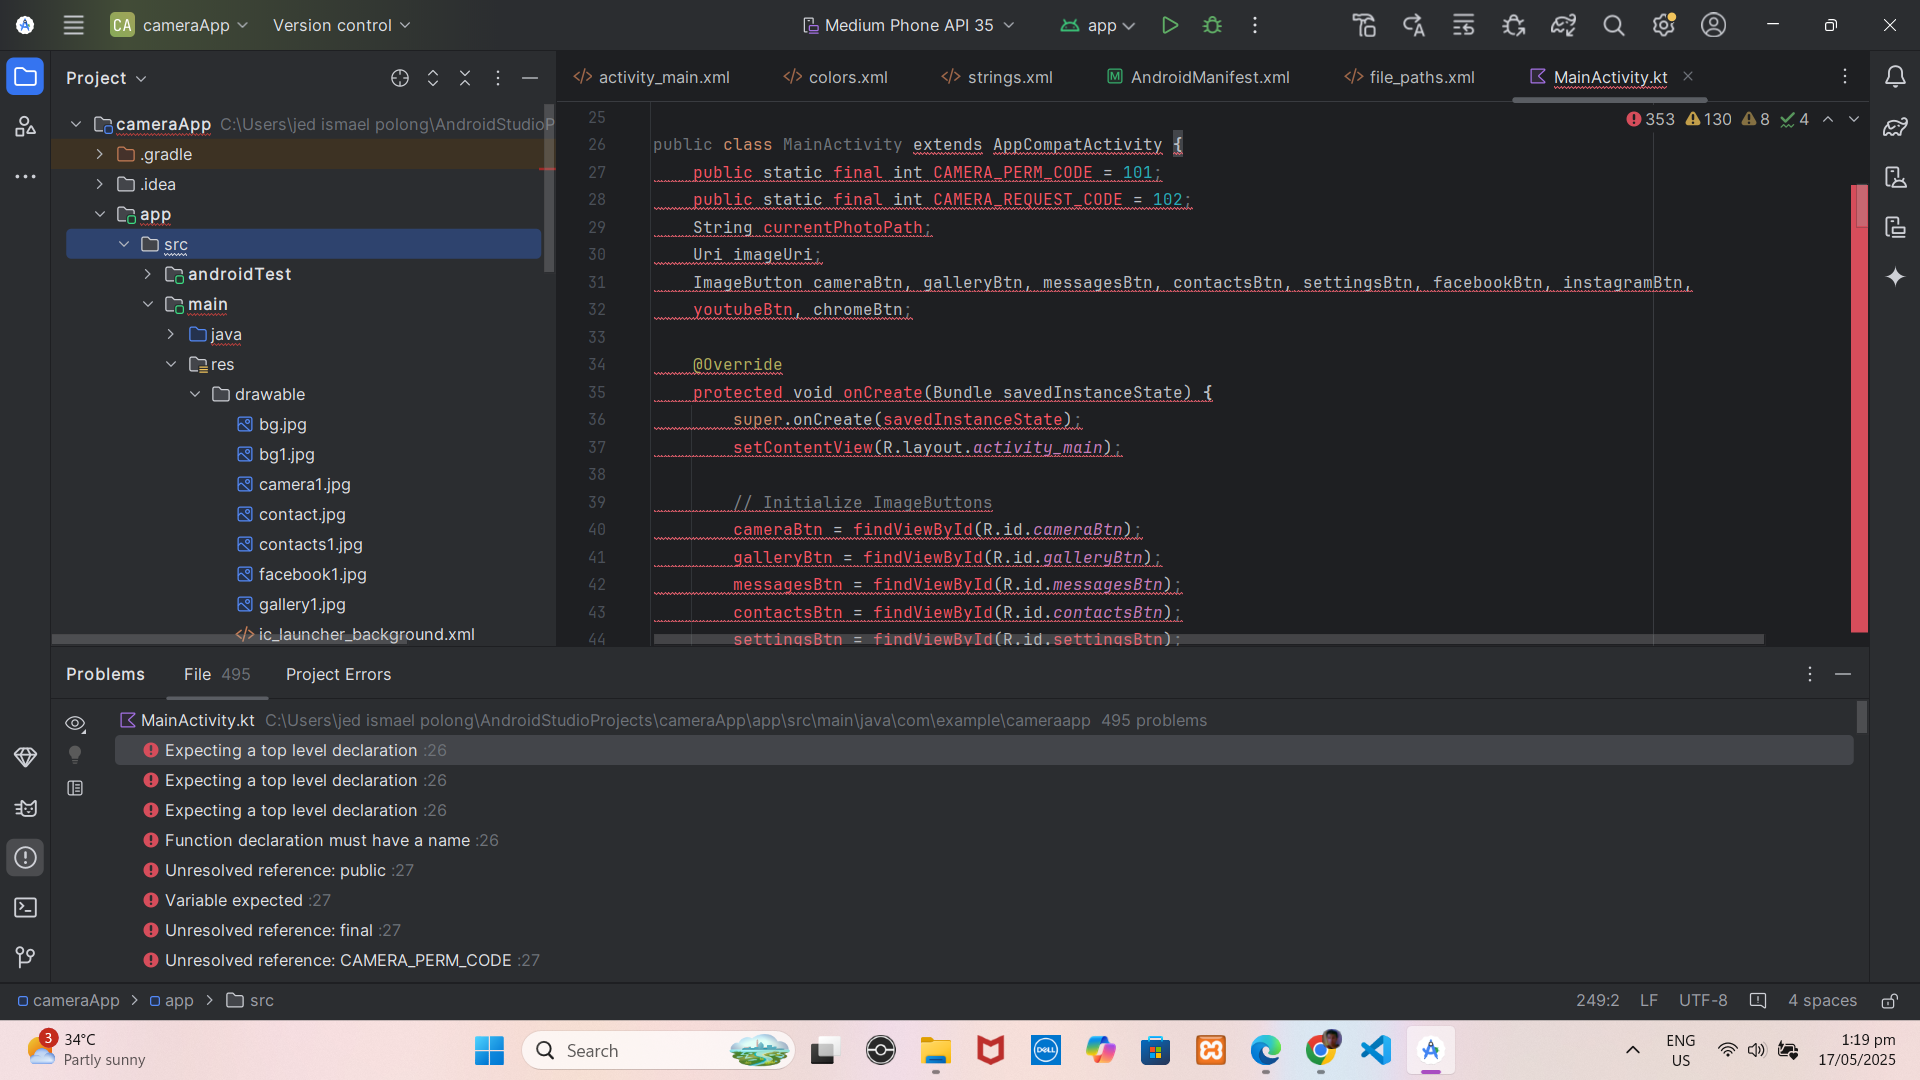 CA cameraApp Version control Medium Phone API 35 app
Project
activity_main.xml colors.xml strings.xml AndroidManifest.xml file_paths.xml MainActivity.kt
cameraApp C:\Users\jed ismael polong\AndroidStudioP
.gradle
.idea
app
src
androidTest
main
java
res
drawable
bg.jpg
bg1.jpg
camera1.jpg
contact.jpg
contacts1.jpg
facebook1.jpg
gallery1.jpg
ic_launcher_background.xml
353 130 8 4
25
26 public class MainActivity extends AppCompatActivity {
27 public static final int CAMERA_PERM_CODE = 101;
28 public static final int CAMERA_REQUEST_CODE = 102;
29 String currentPhotoPath;
30 Uri imageUri;
31 ImageButton cameraBtn, galleryBtn, messagesBtn, contactsBtn, settingsBtn, facebookBtn, instagramBtn,
32 youtubeBtn, chromeBtn;
33
34 @Override
35 protected void onCreate(Bundle savedInstanceState) {
36 super.onCreate(savedInstanceState);
37 setContentView(R.layout.activity_main);
38
39 // Initialize ImageButtons
40 cameraBtn = findViewById(R.id.cameraBtn);
41 galleryBtn = findViewById(R.id.galleryBtn);
42 messagesBtn = findViewById(R.id.messagesBtn);
43 contactsBtn = findViewById(R.id.contactsBtn);
44 settingsBtn = findViewById(R.id.settingsBtn);
Problems File 495 Project Errors
MainActivity.kt C:\Users\jed ismael polong\AndroidStudioProjects\cameraApp\app\src\main\java\com\example\cameraapp 495 problems
Expecting a top level declaration :26
Expecting a top level declaration :26
Expecting a top level declaration :26
Function declaration must have a name :26
Unresolved reference: public :27
Variable expected :27
Unresolved reference: final :27
Unresolved reference: CAMERA_PERM_CODE :27
cameraApp > app > src 249:2 LF UTF-8 4 spaces
3 34°C
Partly sunny
Search
DELL
ENG
US
1:19 pm
17/05/2025